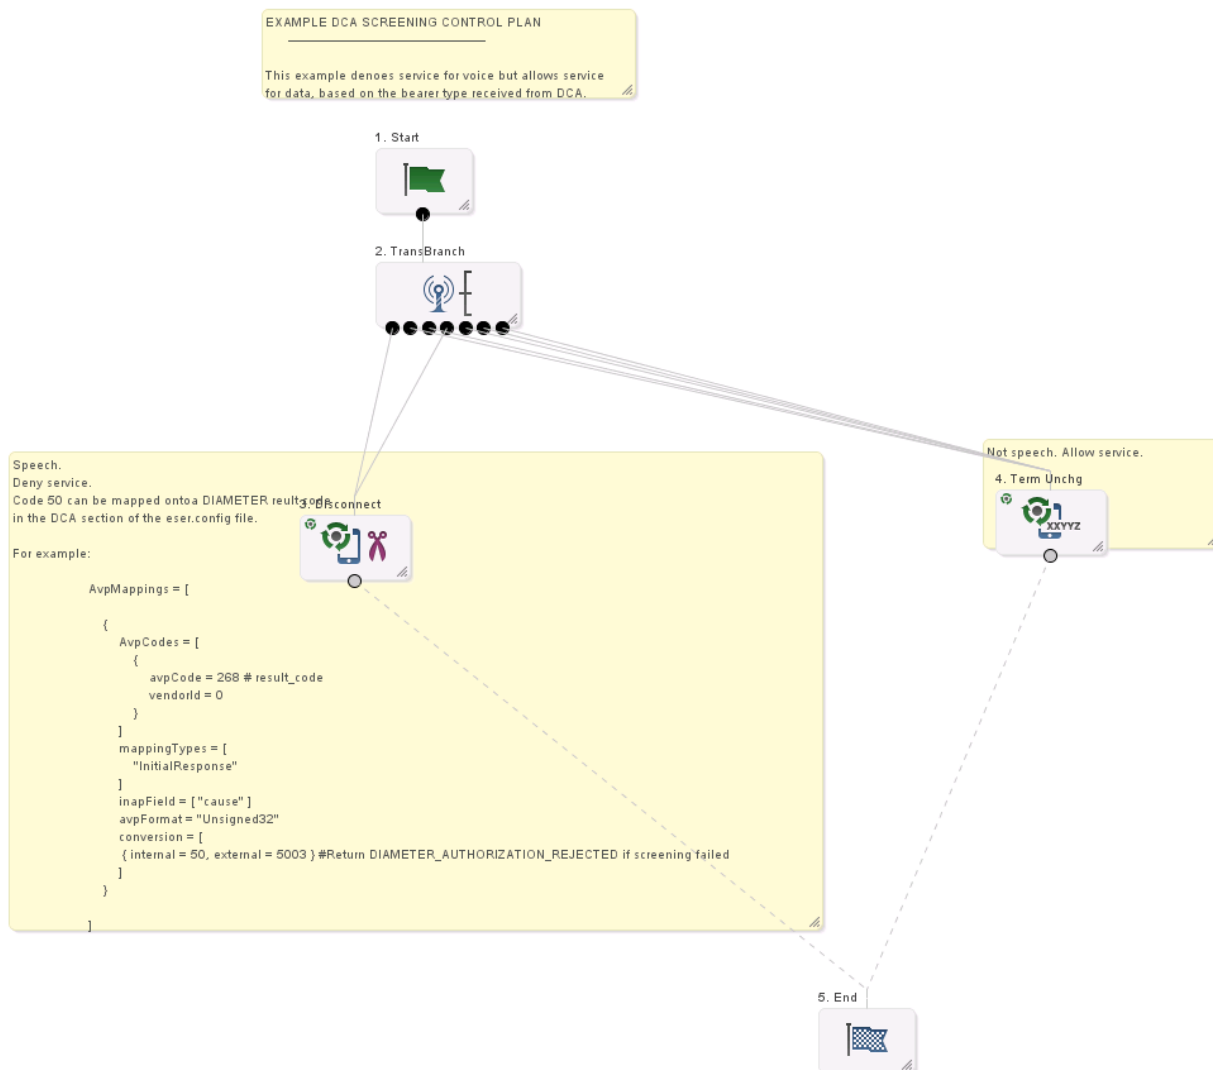 EXAMPLE DCA SCREENING CONTROL PLAN
This example denoes service for voice but allows service
for data, based on the bearer type received from DCA.
1. Start
2. TransBranch
Speech.
Deny service.
Code 50 can be mapped ontoa DIAMETER reult code
in the DCA section of the eser.config file.
3. Disconnect
For example:
AvpMappings = [
{
AvpCodes = [
{
avpCode = 268 # result_code
vendorId = 0
}
]
mappingTypes = [
"InitialResponse"
]
inapField = [ "cause" ]
avpFormat = "Unsigned32"
conversion = [
{ internal = 50, external = 5003 } #Return DIAMETER_AUTHORIZATION_REJECTED if screening failed
]
}
]
Not speech. Allow service.
4. Term Unchg
XXYYZ
5. End